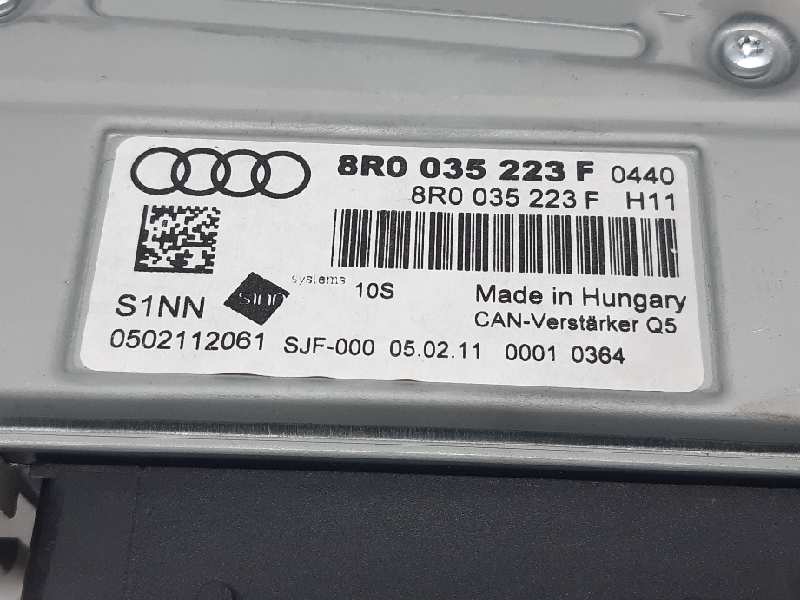 8R0 035 223 F 0440
8R0 035 223 F H11
systems 10S
S1NN Made in Hungary
CAN-Verstärker Q5
0502112061 SJF-000 05.02.11 0001 0364